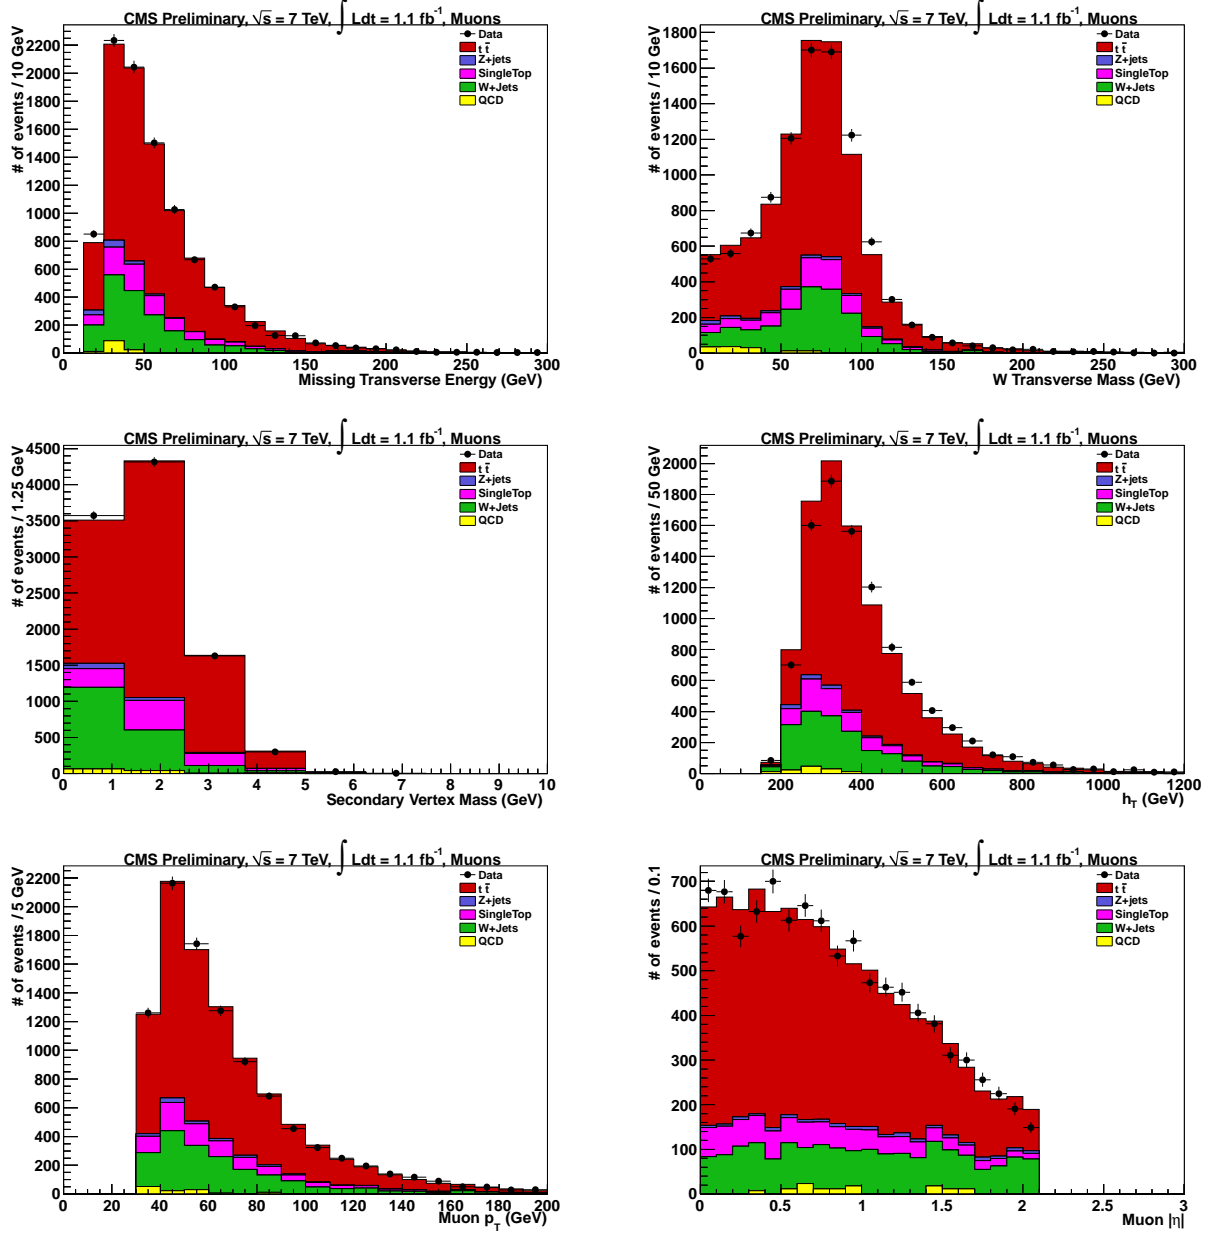 CMS Preliminary, √s = 7 TeV, ∫ Ldt = 1.1 fb⁻¹, Muons
# of events / 10 GeV
2200
2000
1800
1600
1400
1200
1000
800
600
400
200
0
Data
t t̄
Z+jets
SingleTop
W+Jets
QCD
0 50 100 150 200 250 300
Missing Transverse Energy (GeV)
CMS Preliminary, √s = 7 TeV, ∫ Ldt = 1.1 fb⁻¹, Muons
# of events / 10 GeV
1800
1600
1400
1200
1000
800
600
400
200
0
Data
t t̄
Z+jets
SingleTop
W+Jets
QCD
0 50 100 150 200 250 300
W Transverse Mass (GeV)
CMS Preliminary, √s = 7 TeV, ∫ Ldt = 1.1 fb⁻¹, Muons
# of events / 1.25 GeV
4500
4000
3500
3000
2500
2000
1500
1000
500
0
Data
t t̄
Z+jets
SingleTop
W+Jets
QCD
0 1 2 3 4 5 6 7 8 9 10
Secondary Vertex Mass (GeV)
CMS Preliminary, √s = 7 TeV, ∫ Ldt = 1.1 fb⁻¹, Muons
# of events / 50 GeV
2000
1800
1600
1400
1200
1000
800
600
400
200
0
Data
t t̄
Z+jets
SingleTop
W+Jets
QCD
0 200 400 600 800 1000 1200
h_T (GeV)
CMS Preliminary, √s = 7 TeV, ∫ Ldt = 1.1 fb⁻¹, Muons
# of events / 5 GeV
2200
2000
1800
1600
1400
1200
1000
800
600
400
200
0
Data
t t̄
Z+jets
SingleTop
W+Jets
QCD
0 20 40 60 80 100 120 140 160 180 200
Muon p_T (GeV)
CMS Preliminary, √s = 7 TeV, ∫ Ldt = 1.1 fb⁻¹, Muons
# of events / 0.1
700
600
500
400
300
200
100
0
Data
t t̄
Z+jets
SingleTop
W+Jets
QCD
0 0.5 1 1.5 2 2.5 3
Muon |η|